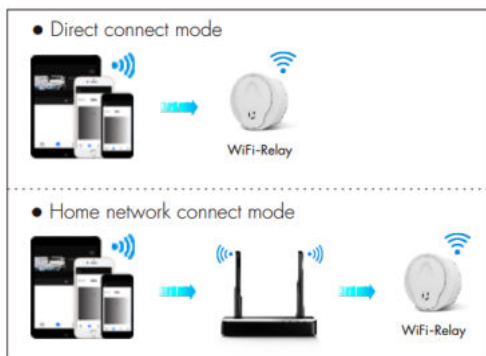 ● Direct connect mode
WiFi-Relay
● Home network connect mode
WiFi-Relay